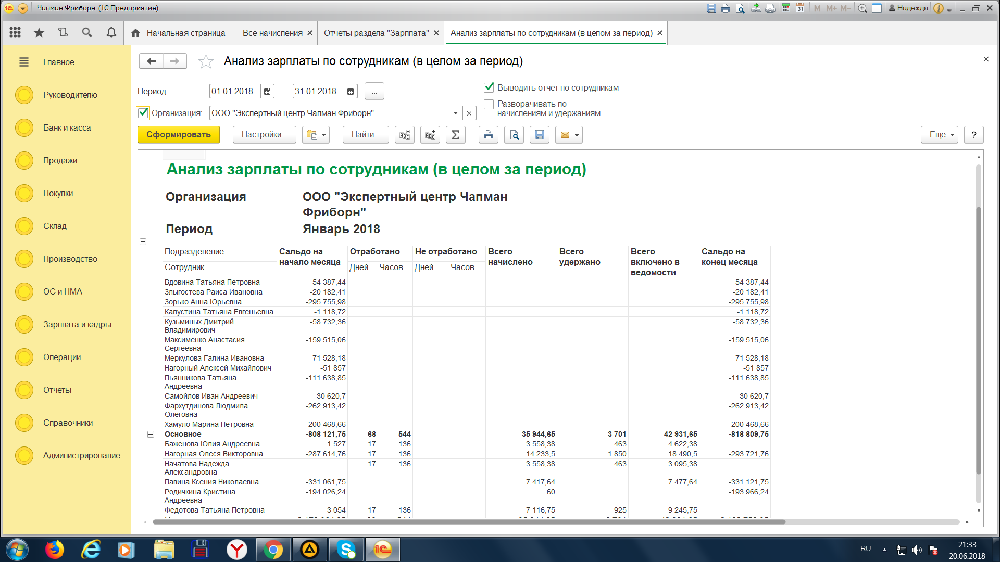 Чапман Фриборн (1С:Предприятие)
M M+ M- Надежда
Начальная страница
Все начисления
Отчеты раздела "Зарплата"
Анализ зарплаты по сотрудникам (в целом за период)
Главное
Руководителю
Банк и касса
Продажи
Покупки
Склад
Производство
ОС и НМА
Зарплата и кадры
Операции
Отчеты
Справочники
Администрирование
Анализ зарплаты по сотрудникам (в целом за период)
Период: 01.01.2018 – 31.01.2018 ...
Выводить отчет по сотрудникам
Организация: ООО "Экспертный центр Чапман Фриборн"
Разворачивать по
начислениям и удержаниям
Сформировать Настройки... Найти... Еще ?
Анализ зарплаты по сотрудникам (в целом за период)
Организация ООО "Экспертный центр Чапман
Фриборн"
Период Январь 2018
Подразделение Сальдо на Отработано Не отработано Всего Всего Всего Сальдо на
начало месяца начислено удержано включено в конец месяца
Сотрудник Дней Часов Дней Часов ведомости
Вдовина Татьяна Петровна -54 387,44 -54 387,44
Злыгостева Раиса Ивановна -20 182,41 -20 182,41
Зорько Анна Юрьевна -295 755,98 -295 755,98
Капустина Татьяна Евгеньевна -1 118,72 -1 118,72
Кузьминых Дмитрий -58 732,36 -58 732,36
Владимирович
Максименко Анастасия -159 515,06 -159 515,06
Сергеевна
Меркулова Галина Ивановна -71 528,18 -71 528,18
Нагорный Алексей Михайлович -51 857 -51 857
Пьянникова Татьяна -111 638,85 -111 638,85
Андреевна
Самойлов Иван Андреевич -30 620,7 -30 620,7
Фархутдинова Людмила -262 913,42 -262 913,42
Олеговна
Хамуло Марина Петровна -200 468,66 -200 468,66
Основное -808 121,75 68 544 35 944,65 3 701 42 931,65 -818 809,75
Баженова Юлия Андреевна 1 527 17 136 3 558,38 463 4 622,38
Нагорная Олеся Викторовна -287 614,76 17 136 14 233,5 1 850 18 490,5 -293 721,76
Начатова Надежда 17 136 3 558,38 463 3 095,38
Александровна
Павина Ксения Николаевна -331 061,75 7 417,64 7 477,64 -331 121,75
Родичкина Кристина -194 026,24 60 -193 966,24
Андреевна
Федотова Татьяна Петровна 3 054 17 136 7 116,75 925 9 245,75
RU
21:33
20.06.2018